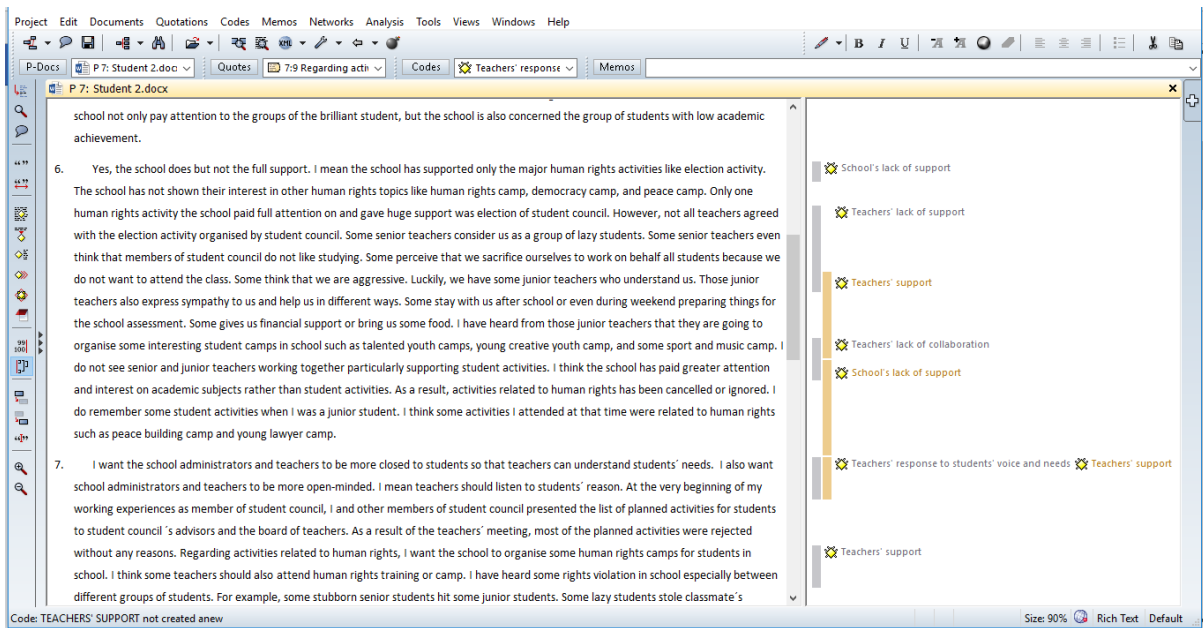 Project Edit Documents Quotations Codes Memos Networks Analysis Tools Views Windows Help
P-Docs P 7: Student 2.doc Quotes 7:9 Regarding activ Codes Teachers' response Memos
P 7: Student 2.docx
school not only pay attention to the groups of the brilliant student, but the school is also concerned the group of students with low academic
achievement.
6. Yes, the school does but not the full support. I mean the school has supported only the major human rights activities like election activity.
School's lack of support
The school has not shown their interest in other human rights topics like human rights camp, democracy camp, and peace camp. Only one
human rights activity the school paid full attention on and gave huge support was election of student council. However, not all teachers agreed
Teachers' lack of support
with the election activity organised by student council. Some senior teachers consider us as a group of lazy students. Some senior teachers even
think that members of student council do not like studying. Some perceive that we sacrifice ourselves to work on behalf all students because we
do not want to attend the class. Some think that we are aggressive. Luckily, we have some junior teachers who understand us. Those junior
Teachers' support
teachers also express sympathy to us and help us in different ways. Some stay with us after school or even during weekend preparing things for
the school assessment. Some gives us financial support or bring us some food. I have heard from those junior teachers that they are going to
organise some interesting student camps in school such as talented youth camps, young creative youth camp, and some sport and music camp. I
Teachers' lack of collaboration
do not see senior and junior teachers working together particularly supporting student activities. I think the school has paid greater attention
School's lack of support
and interest on academic subjects rather than student activities. As a result, activities related to human rights has been cancelled or ignored. I
do remember some student activities when I was a junior student. I think some activities I attended at that time were related to human rights
such as peace building camp and young lawyer camp.
7. I want the school administrators and teachers to be more closed to students so that teachers can understand students´ needs. I also want
Teachers' response to students' voice and needs Teachers' support
school administrators and teachers to be more open-minded. I mean teachers should listen to students´ reason. At the very beginning of my
working experiences as member of student council, I and other members of student council presented the list of planned activities for students
to student council ´s advisors and the board of teachers. As a result of the teachers´ meeting, most of the planned activities were rejected
without any reasons. Regarding activities related to human rights, I want the school to organise some human rights camps for students in
Teachers' support
school. I think some teachers should also attend human rights training or camp. I have heard some rights violation in school especially between
different groups of students. For example, some stubborn senior students hit some junior students. Some lazy students stole classmate´s
Code: TEACHERS' SUPPORT not created anew Size: 90% Rich Text Default